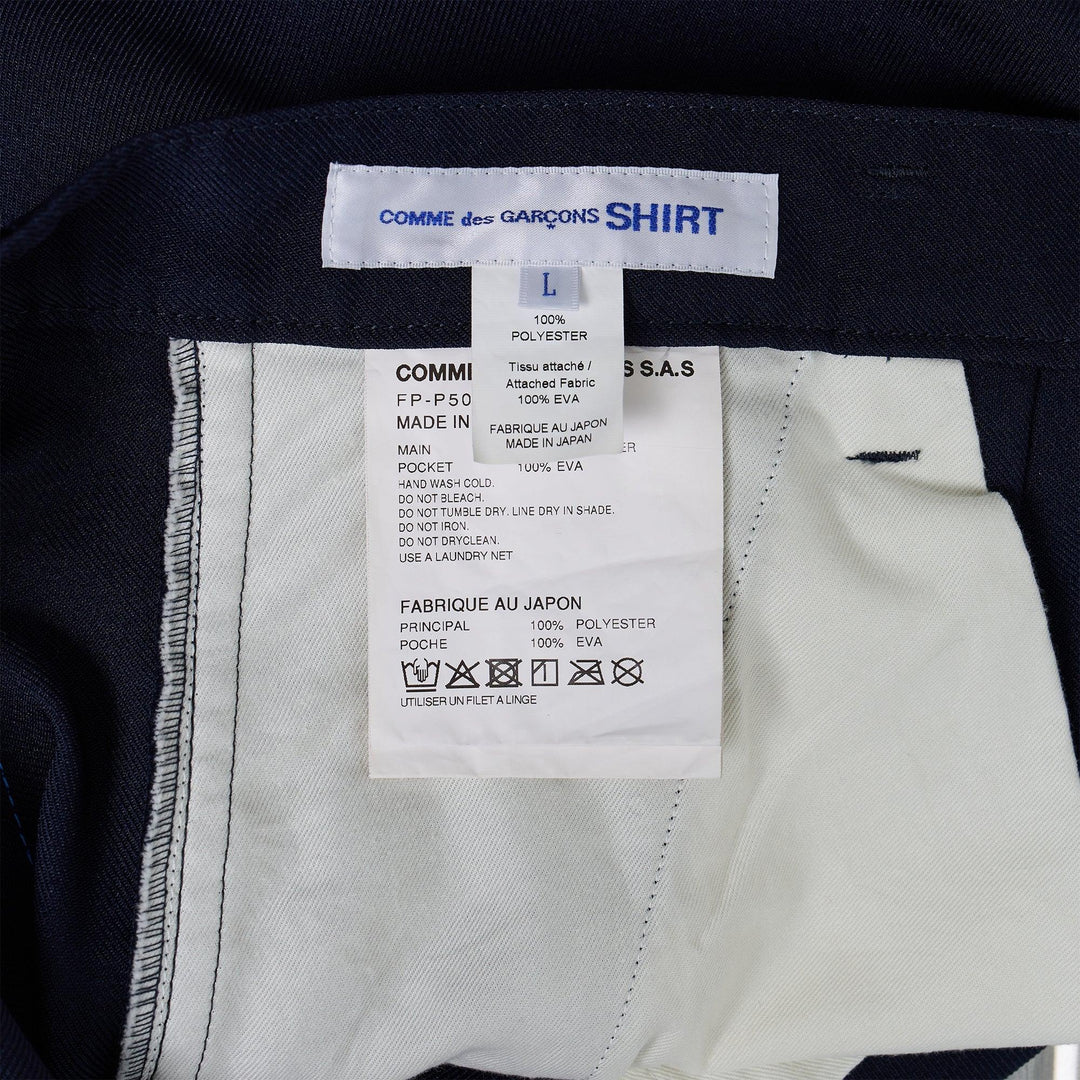 COMME des GARÇONS SHIRT
L
100%
POLYESTER
Tissu attaché /
Attached Fabric
100% EVA
FABRIQUE AU JAPON
MADE IN JAPAN
S.A.S
FP-P50
MADE IN
MAIN
POCKET 100% EVA
HAND WASH COLD.
DO NOT BLEACH.
DO NOT TUMBLE DRY. LINE DRY IN SHADE.
DO NOT IRON.
DO NOT DRYCLEAN.
USE A LAUNDRY NET
FABRIQUE AU JAPON
PRINCIPAL 100% POLYESTER
POCHE 100% EVA
UTILISER UN FILET A LINGE